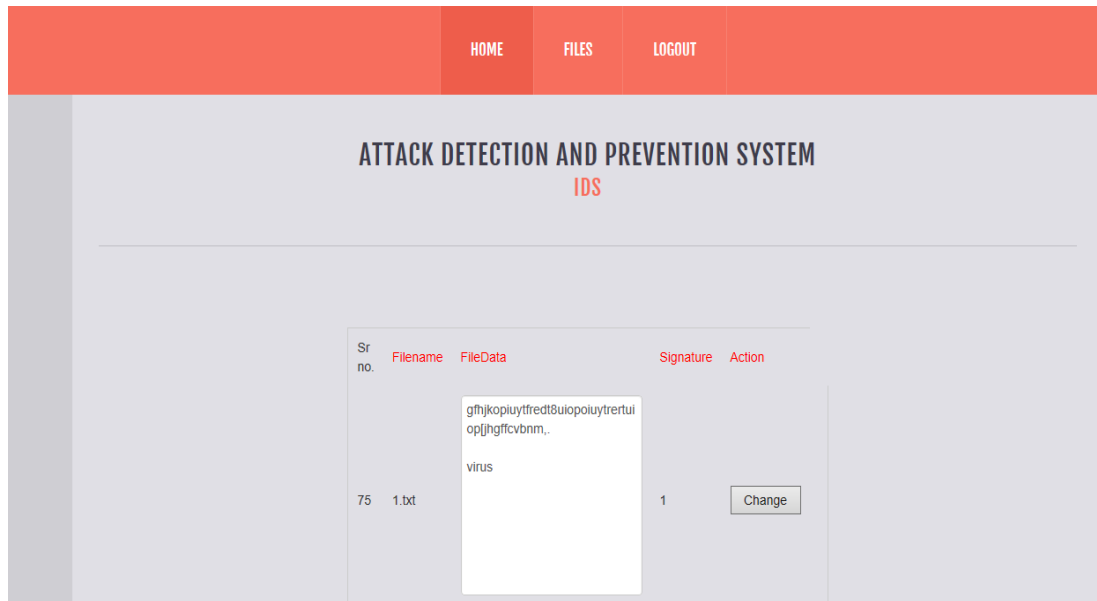 HOME FILES LOGOUT
ATTACK DETECTION AND PREVENTION SYSTEM
IDS
Sr no. Filename FileData Signature Action
gfhjkopiuytfredt8uiopoiuytrertui
op[jhgffcvbnm,.
virus
75 1.txt 1 Change